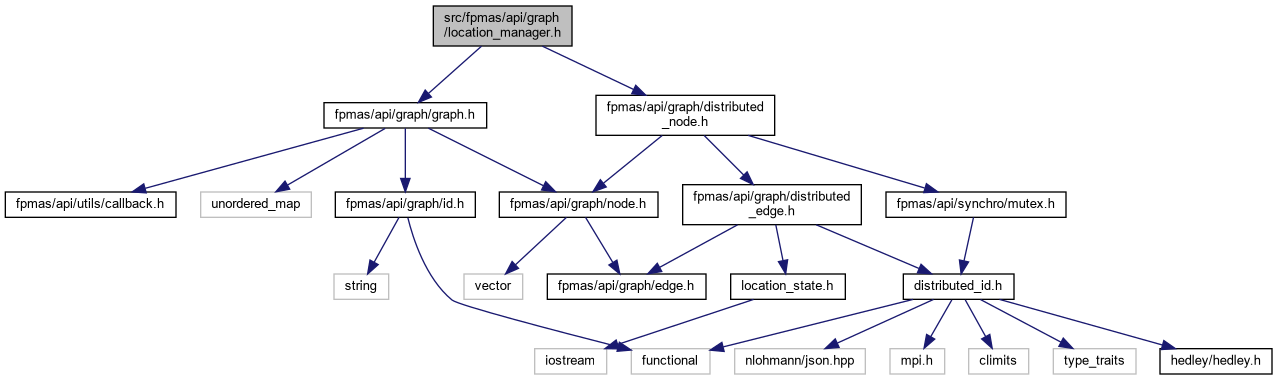 src/fpmas/api/graph
/location_manager.h
fpmas/api/graph/graph.h
fpmas/api/graph/distributed
_node.h
fpmas/api/utils/callback.h
unordered_map
fpmas/api/graph/id.h
fpmas/api/graph/node.h
fpmas/api/graph/distributed
_edge.h
fpmas/api/synchro/mutex.h
string
vector
fpmas/api/graph/edge.h
location_state.h
distributed_id.h
iostream
functional
nlohmann/json.hpp
mpi.h
climits
type_traits
hedley/hedley.h